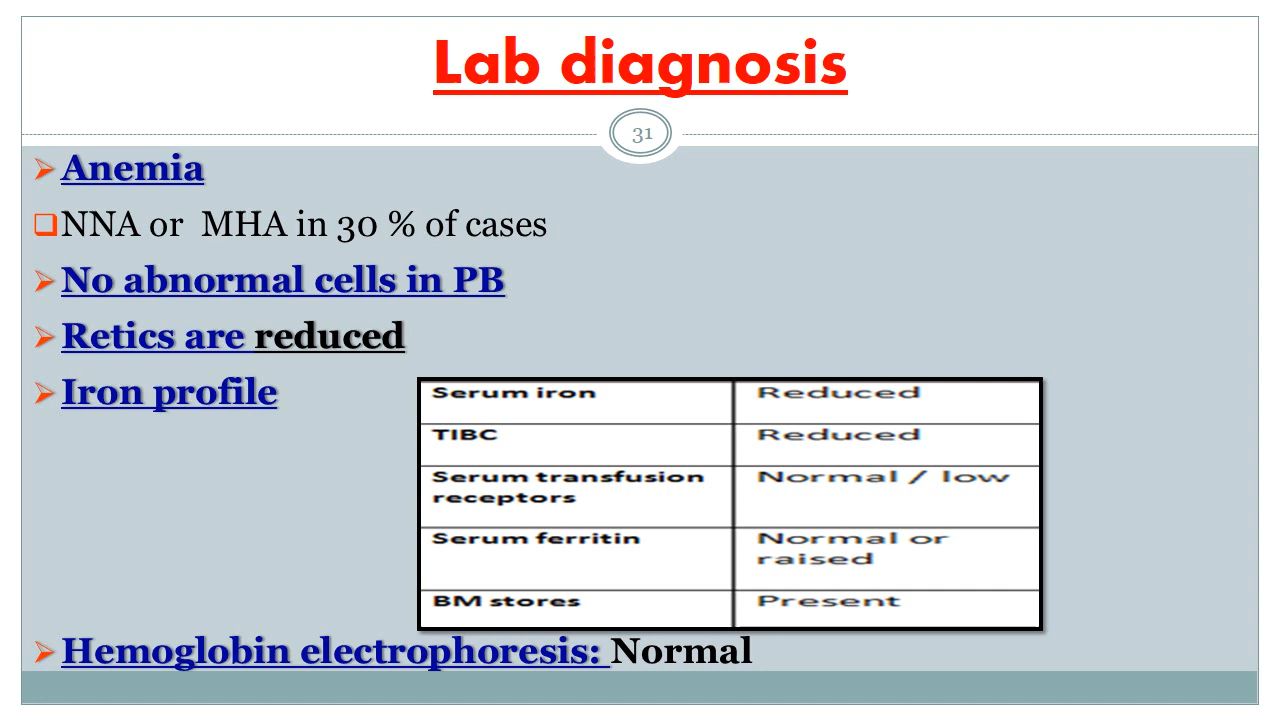 Lab diagnosis
31
Anemia
NNA or MHA in 30 % of cases
No abnormal cells in PB
Retics are reduced
Iron profile
Serum iron Reduced
TIBC Reduced
Serum transfusion Normal / low
receptors
Serum ferritin Normal or
raised
BM stores Present
Hemoglobin electrophoresis: Normal